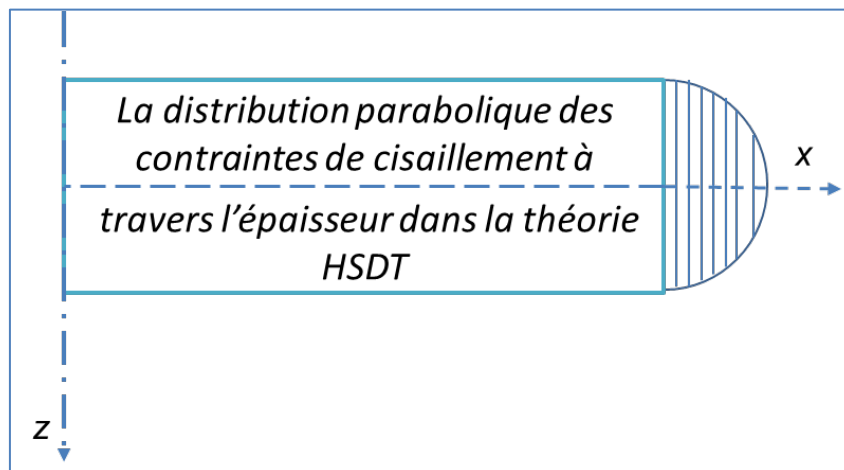 La distribution parabolique des
contraintes de cisaillement à
x
travers l'épaisseur dans la théorie
HSDT
z